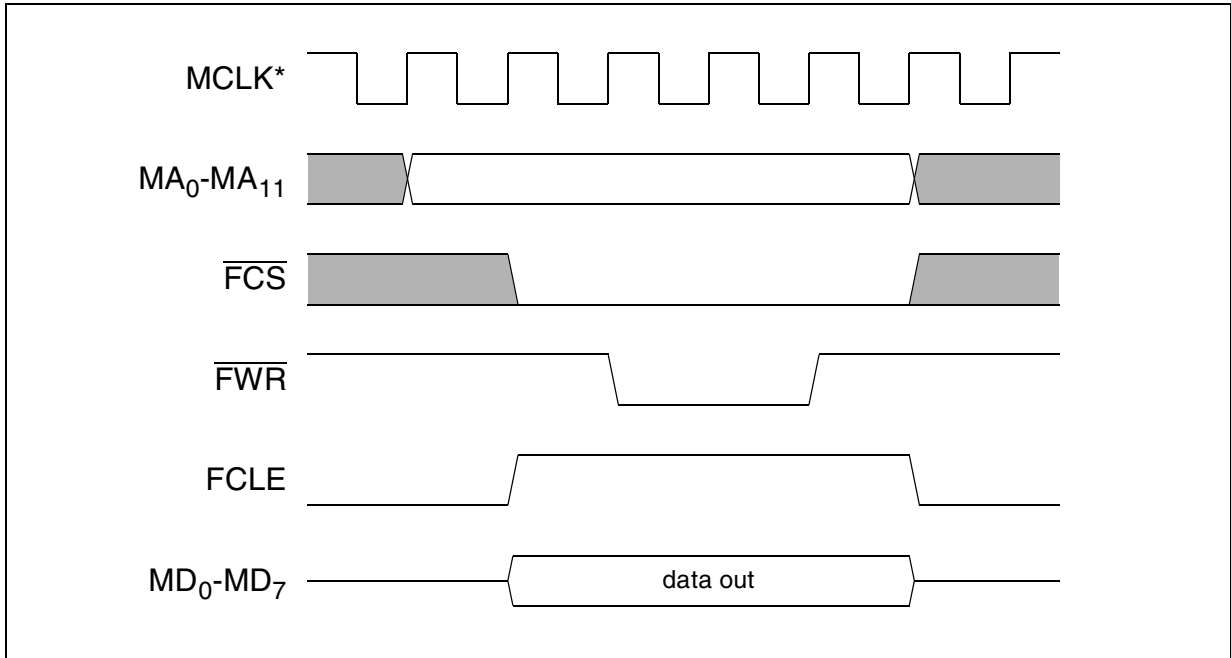 MCLK*
MA0-MA11
FCS
FWR
FCLE
MD0-MD7
data out